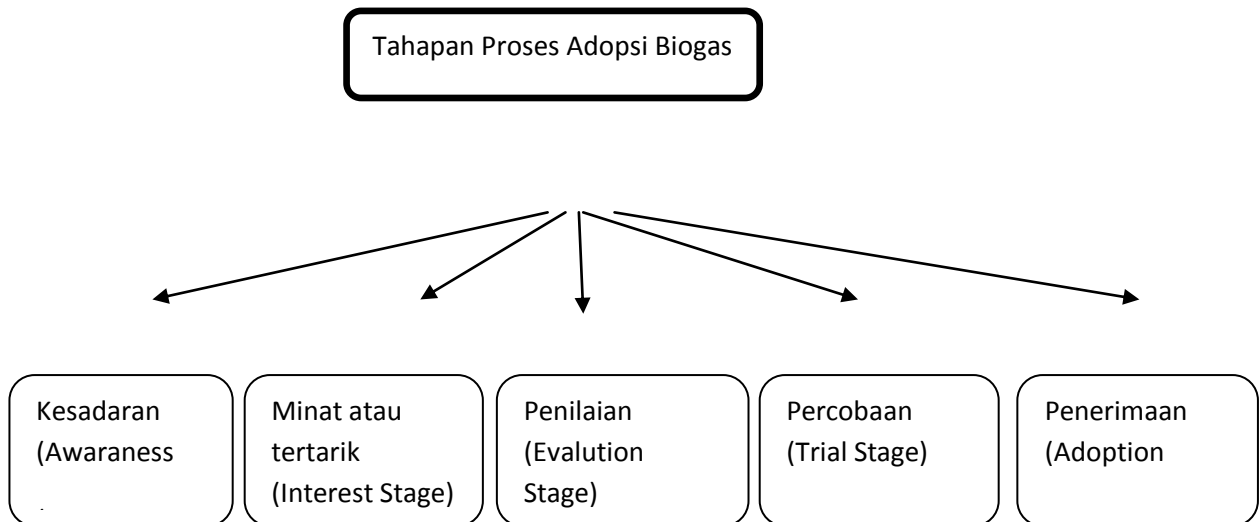 Tahapan Proses Adopsi Biogas
Kesadaran
(Awaraness
Minat atau
tertarik
(Interest Stage)
Penilaian
(Evalution
Stage)
Percobaan
(Trial Stage)
Penerimaan
(Adoption